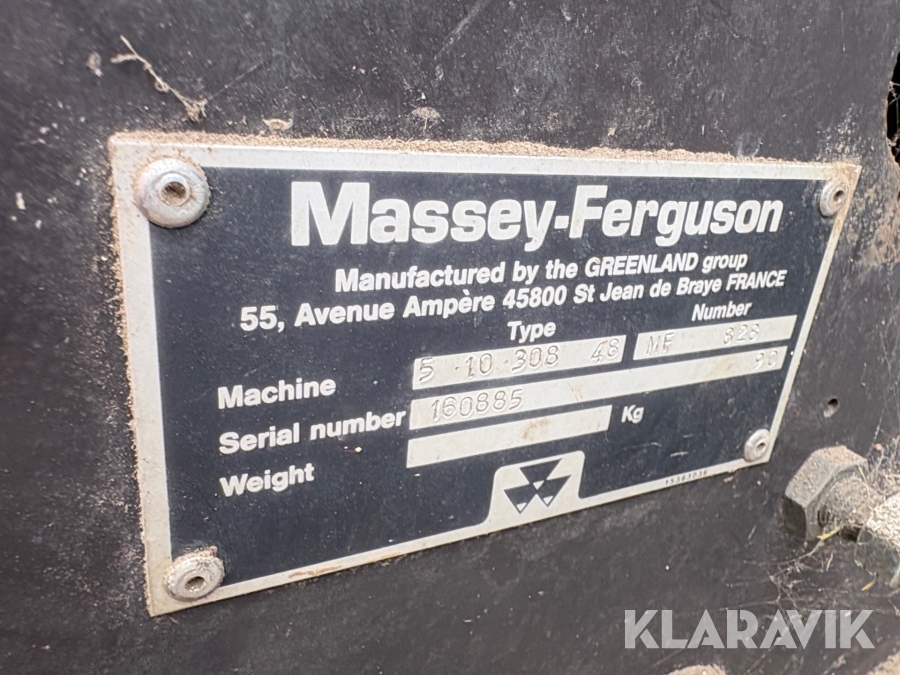 Massey-Ferguson
Manufactured by the GREENLAND group
55, Avenue Ampère 45800 St Jean de Braye FRANCE
Type Number
Machine 5 10 308 48 MF 828
Serial number 160885 90
Weight Kg
15363036
KLARAVIK